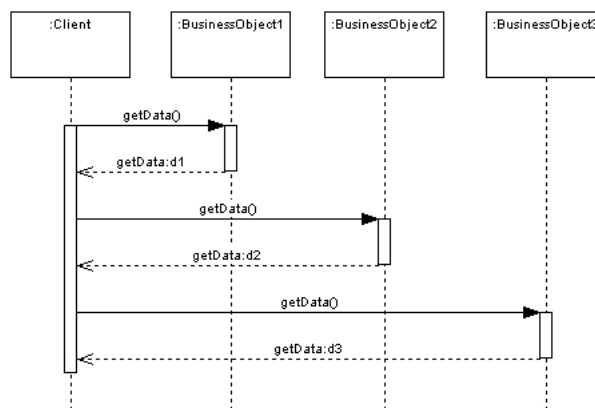 :Client
:BusinessObject1
:BusinessObject2
:BusinessObject3
getData()
getData:d1
getData()
getData:d2
getData()
getData:d3